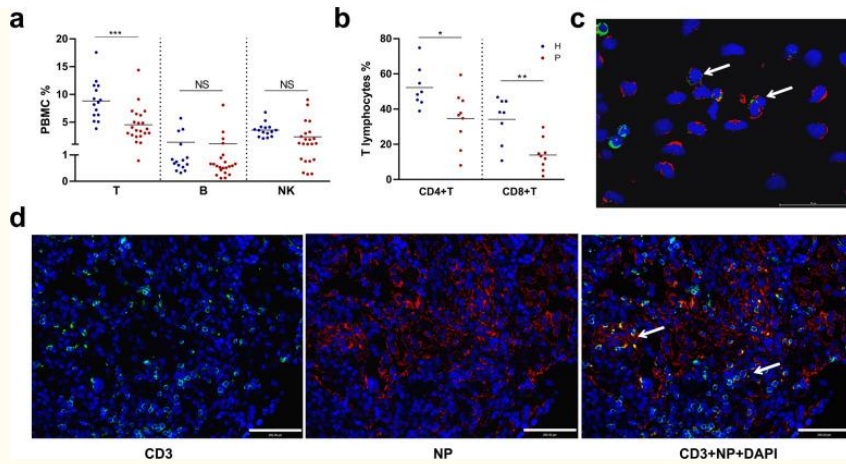 a
b
c
***
NS
NS
*
**
H
P
PBMC %
20
15
10
5
1
0
T
B
NK
T lymphocytes %
80
60
40
20
0
CD4+T
CD8+T
d
CD3
NP
CD3+NP+DAPI